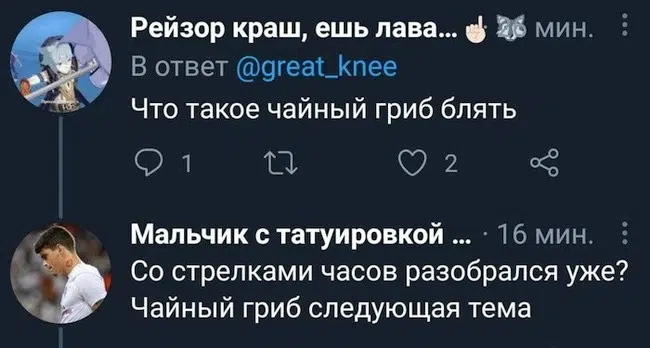 Рейзор краш, ешь лава...☝🏻 мин.
В ответ @great_knee
Что такое чайный гриб блять
1 2
Мальчик с татуировкой ... · 16 мин.
Со стрелками часов разобрался уже?
Чайный гриб следующая тема